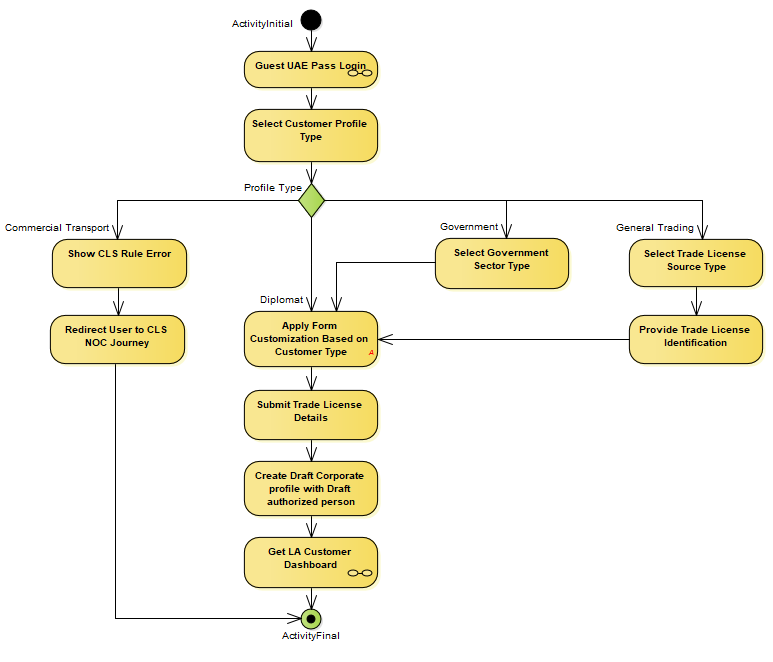 ActivityInitial
Guest UAE Pass Login
Select Customer Profile
Type
Profile Type
Commercial Transport
Government
General Trading
Show CLS Rule Error
Select Government
Sector Type
Select Trade License
Source Type
Diplomat
Redirect User to CLS
NOC Journey
Apply Form
Customization Based on
Customer Type
A
Provide Trade License
Identification
Submit Trade License
Details
Create Draft Corporate
profile with Draft
authorized person
Get LA Customer
Dashboard
ActivityFinal